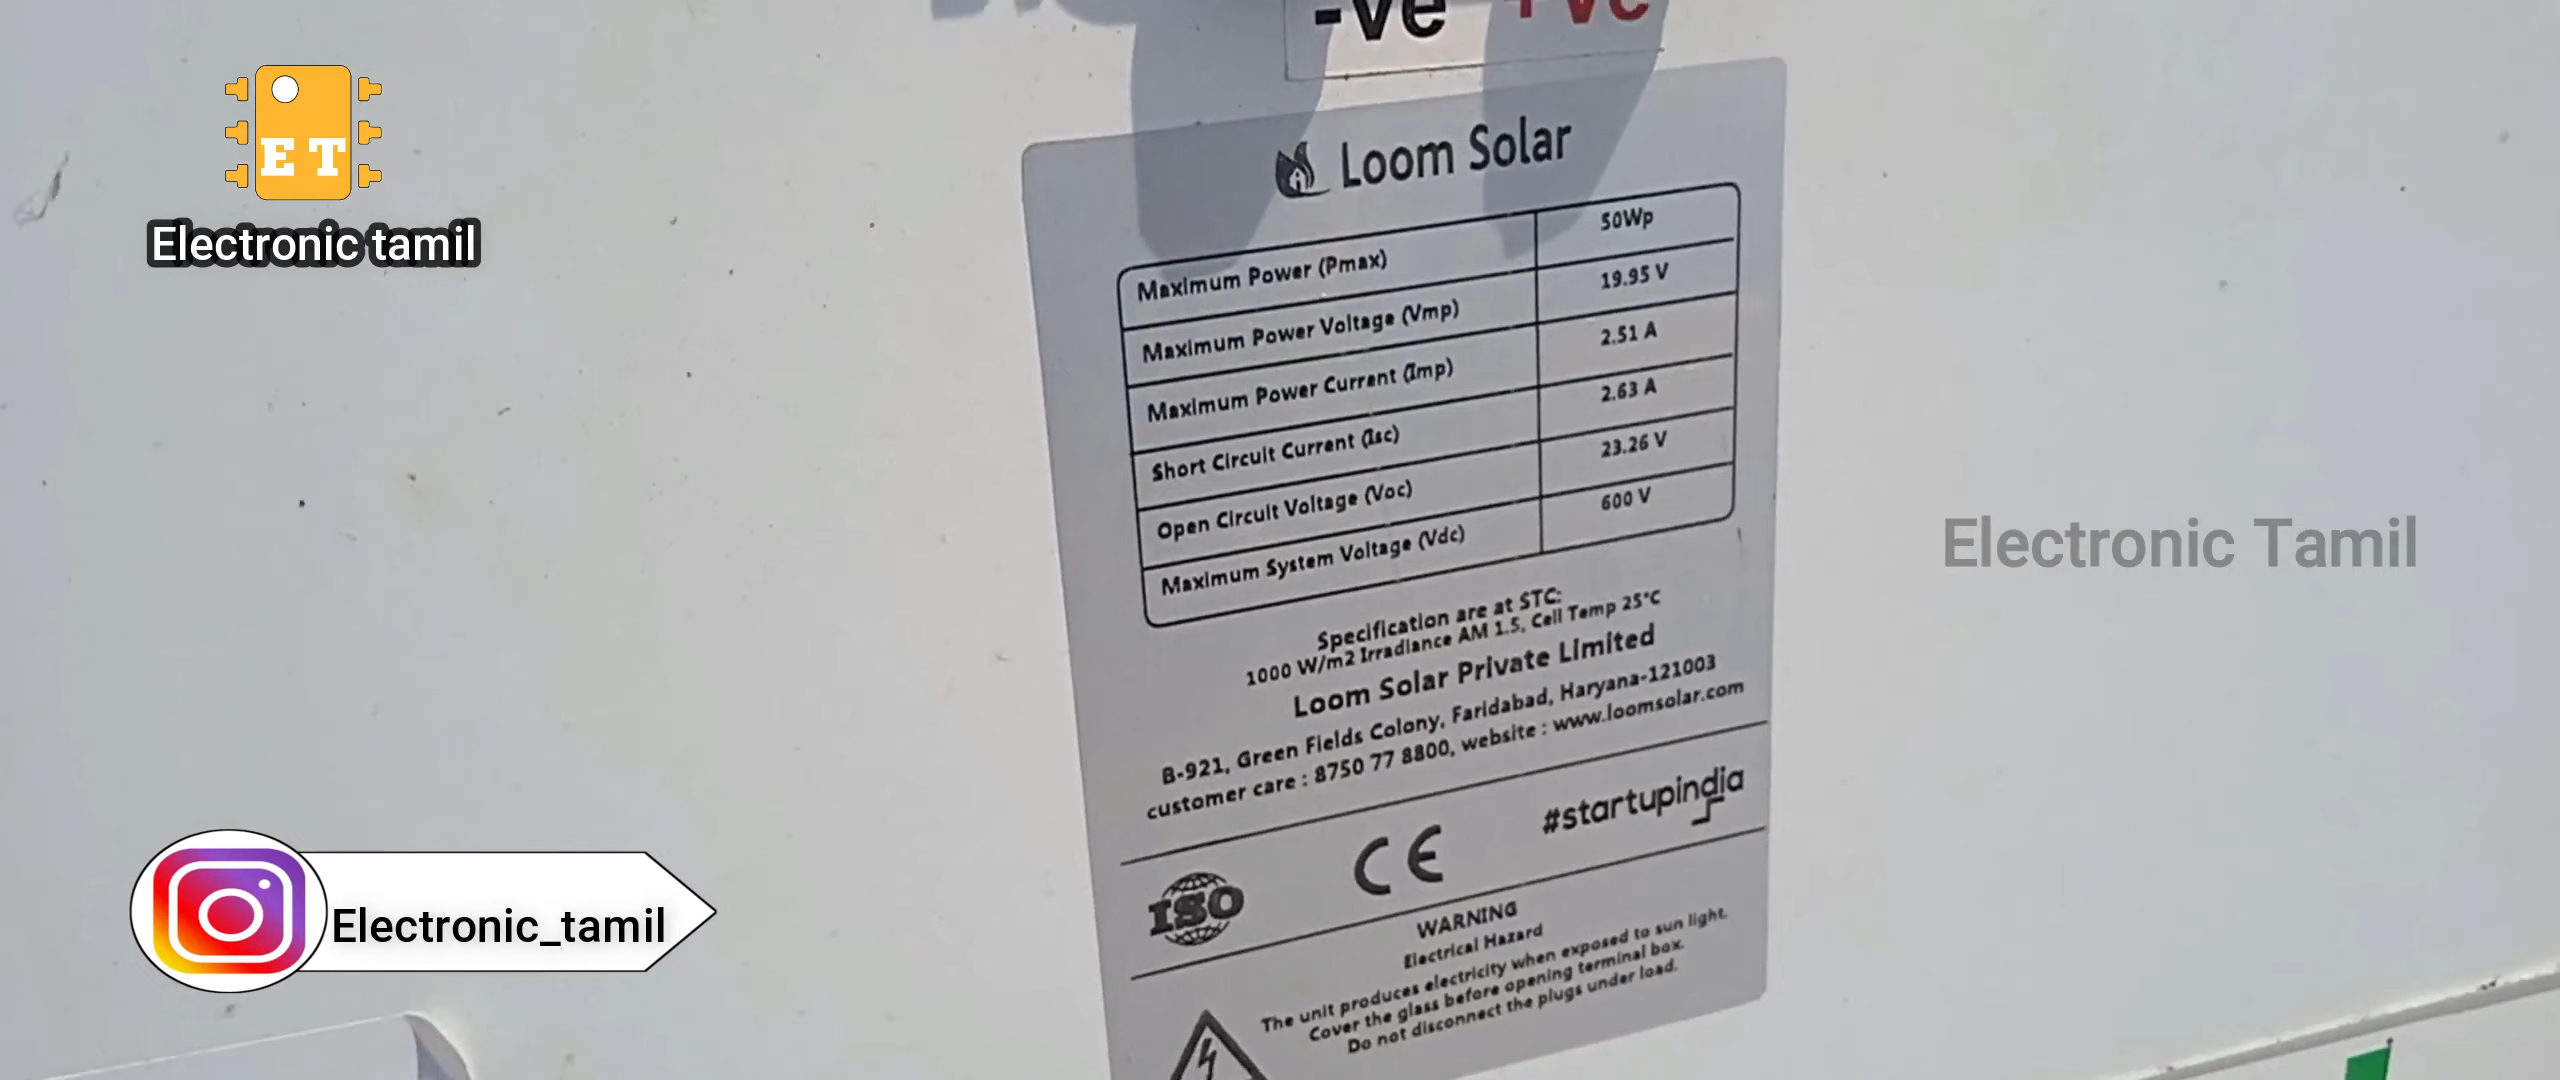 -ve +ve
E T
Electronic tamil
Loom Solar
Maximum Power (Pmax) 50Wp
Maximum Power Voltage (Vmp) 19.95 V
Maximum Power Current (Imp) 2.51 A
Short Circuit Current (Isc) 2.63 A
Open Circuit Voltage (Voc) 23.26 V
Maximum System Voltage (Vdc) 600 V
Electronic Tamil
Specification are at STC:
1000 W/m2 Irradiance AM 1.5, Cell Temp 25°C
Loom Solar Private Limited
B-921, Green Fields Colony, Faridabad, Haryana-121003
customer care : 8750 77 8800, website : www.loomsolar.com
ISO CE #startupindia
Electronic_tamil
WARNING
Electrical Hazard
The unit produces electricity when exposed to sun light.
Cover the glass before opening terminal box.
Do not disconnect the plugs under load.